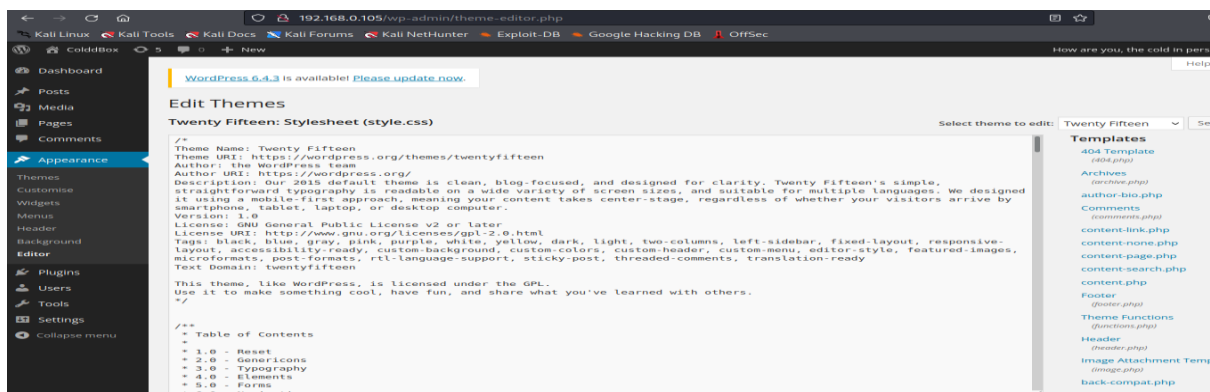 192.168.0.105/wp-admin/theme-editor.php
Kali Linux Kali Tools Kali Docs Kali Forums Kali NetHunter Exploit-DB Google Hacking DB OffSec
ColddBox 5 0 + New How are you, the cold in pers
Help
Dashboard
Posts
Media
Pages
Comments
Appearance
Themes
Customise
Widgets
Menus
Header
Background
Editor
Plugins
Users
Tools
Settings
Collapse menu
WordPress 6.4.3 is available! Please update now.
Edit Themes
Twenty Fifteen: Stylesheet (style.css)
Select theme to edit: Twenty Fifteen Se
/*
Theme Name: Twenty Fifteen
Theme URI: https://wordpress.org/themes/twentyfifteen
Author: the WordPress team
Author URI: https://wordpress.org/
Description: Our 2015 default theme is clean, blog-focused, and designed for clarity. Twenty Fifteen's simple,
straightforward typography is readable on a wide variety of screen sizes, and suitable for multiple languages. We designed
it using a mobile-first approach, meaning your content takes center-stage, regardless of whether your visitors arrive by
smartphone, tablet, laptop, or desktop computer.
Version: 1.0
License: GNU General Public License v2 or later
License URI: http://www.gnu.org/licenses/gpl-2.0.html
Tags: black, blue, gray, pink, purple, white, yellow, dark, light, two-columns, left-sidebar, fixed-layout, responsive-
layout, accessibility-ready, custom-background, custom-colors, custom-header, custom-menu, editor-style, featured-images,
microformats, post-formats, rtl-language-support, sticky-post, threaded-comments, translation-ready
Text Domain: twentyfifteen
This theme, like WordPress, is licensed under the GPL.
Use it to make something cool, have fun, and share what you've learned with others.
*/
/**
* Table of Contents
*
* 1.0 - Reset
* 2.0 - Genericons
* 3.0 - Typography
* 4.0 - Elements
* 5.0 - Forms
Templates
404 Template
(404.php)
Archives
(archive.php)
author-bio.php
Comments
(comments.php)
content-link.php
content-none.php
content-page.php
content-search.php
content.php
Footer
(footer.php)
Theme Functions
(functions.php)
Header
(header.php)
Image Attachment Temp
(image.php)
back-compat.php